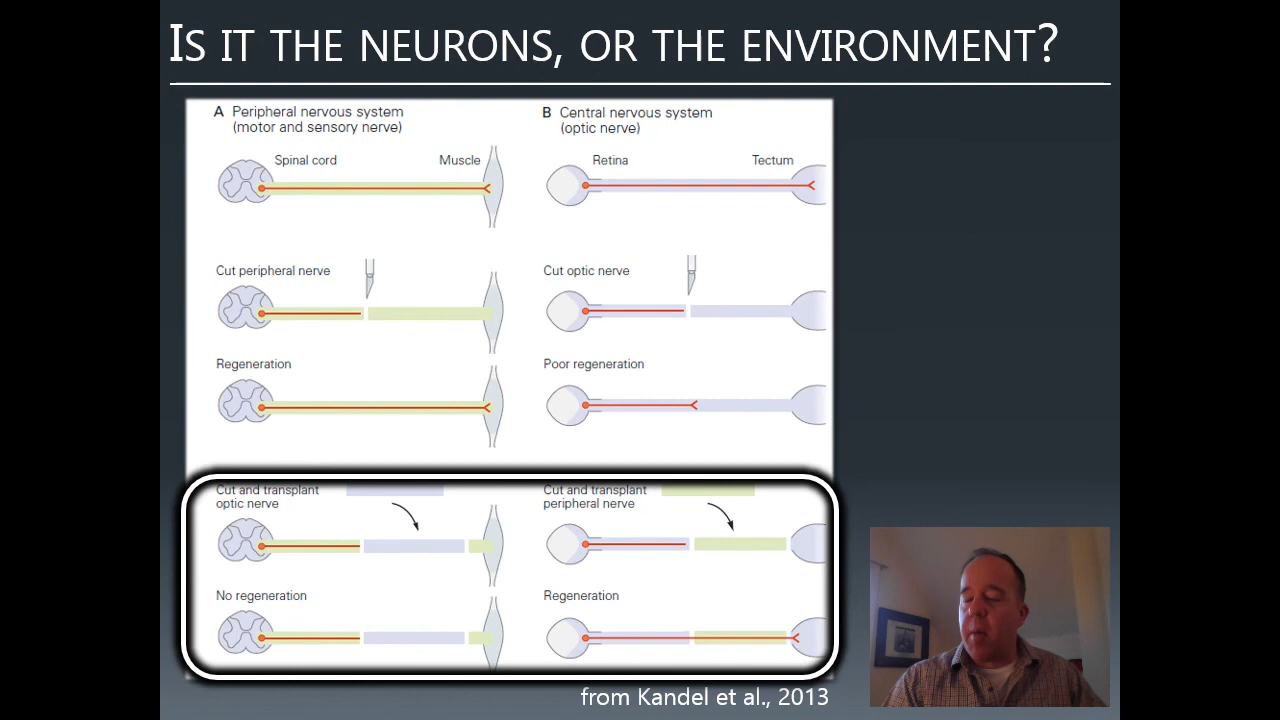 IS IT THE NEURONS, OR THE ENVIRONMENT?
A Peripheral nervous system
(motor and sensory nerve)
Spinal cord
Muscle
Cut peripheral nerve
Regeneration
Cut and transplant
optic nerve
No regeneration
B Central nervous system
(optic nerve)
Retina
Tectum
Cut optic nerve
Poor regeneration
Cut and transplant
peripheral nerve
Regeneration
from Kandel et al., 2013